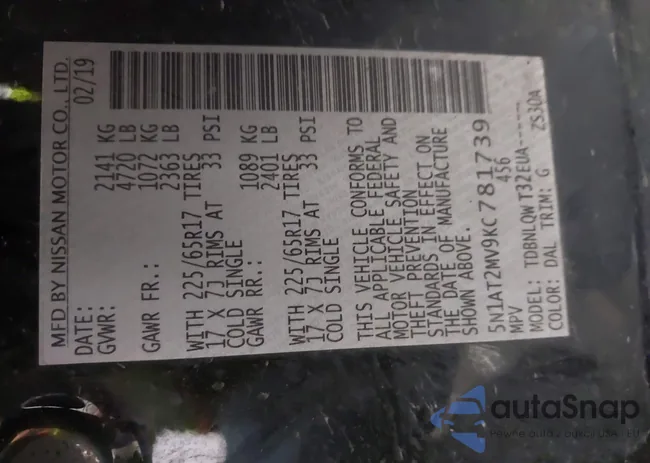 MFD BY NISSAN MOTOR CO., LTD.
DATE: 02/19
GVWR: 2141 KG
4720 LB
GAWR FR.: 1072 KG
2363 LB
WITH 225/65R17 TIRES
17 X 7J RIMS AT 33 PSI
COLD SINGLE
GAWR RR.: 1089 KG
2401 LB
WITH 225/65R17 TIRES
17 X 7J RIMS AT 33 PSI
COLD SINGLE
THIS VEHICLE CONFORMS TO
ALL APPLICABLE FEDERAL
MOTOR VEHICLE SAFETY AND
THEFT PREVENTION
STANDARDS IN EFFECT ON
THE DATE OF MANUFACTURE
SHOWN ABOVE.
5N1AT2MV9KC781739
MPV 456
MODEL: TDBNLQWT32EUA-----
COLOR: DAL TRIM: G ZS30A
autaSnap